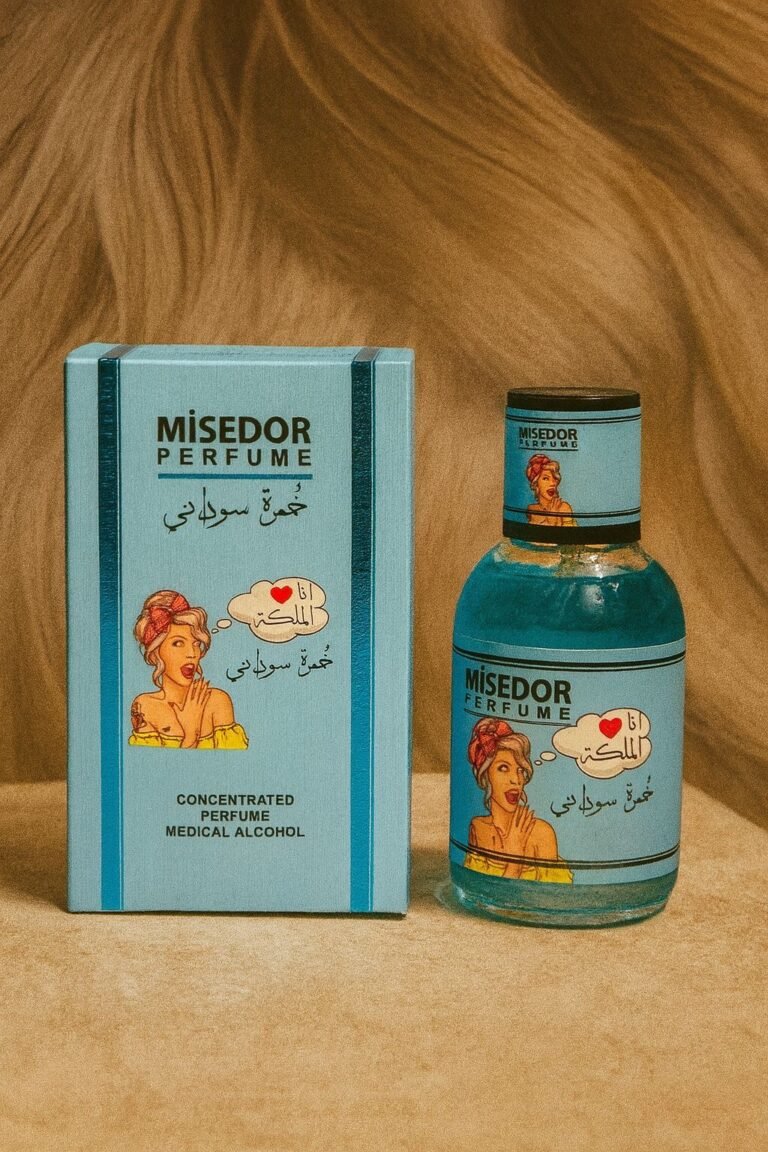 MiSEDOR
PERFUME
خُمرة سوداني
انا
الملكة
خُمرة سوداني
CONCENTRATED
PERFUME
MEDICAL ALCOHOL
MiSEDOR
PERFUME
MiSEDOR
PERFUME
انا
الملكة
خُمرة سوداني